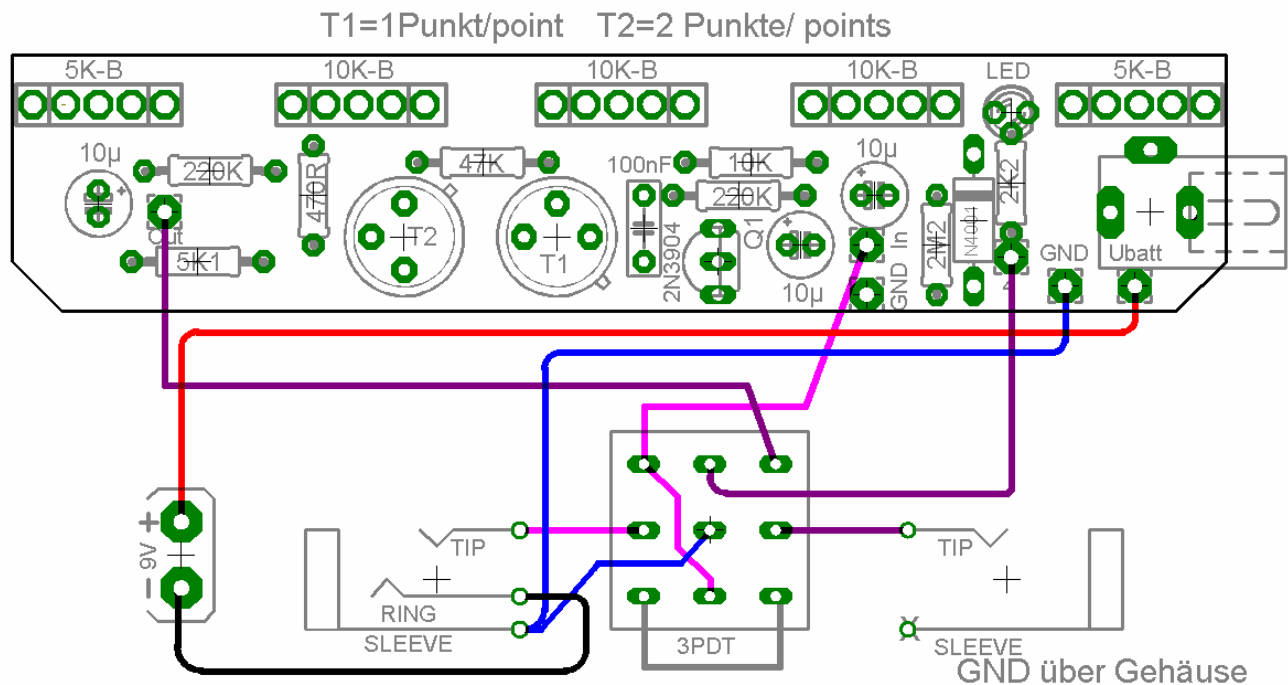 T1=1Punkt/point T2=2 Punkte/ points
5K-B 10K-B 10K-B 10K-B LED 5K-B
10µ 220K 470R 47K 100nF 10K 10µ 2K2
220K
Out T2 T1 2N3904 Q1 In 2M2 GND Ubatt
5K1 10µ GND
+ 9V -
TIP TIP
RING
SLEEVE 3PDT SLEEVE
GND über Gehäuse